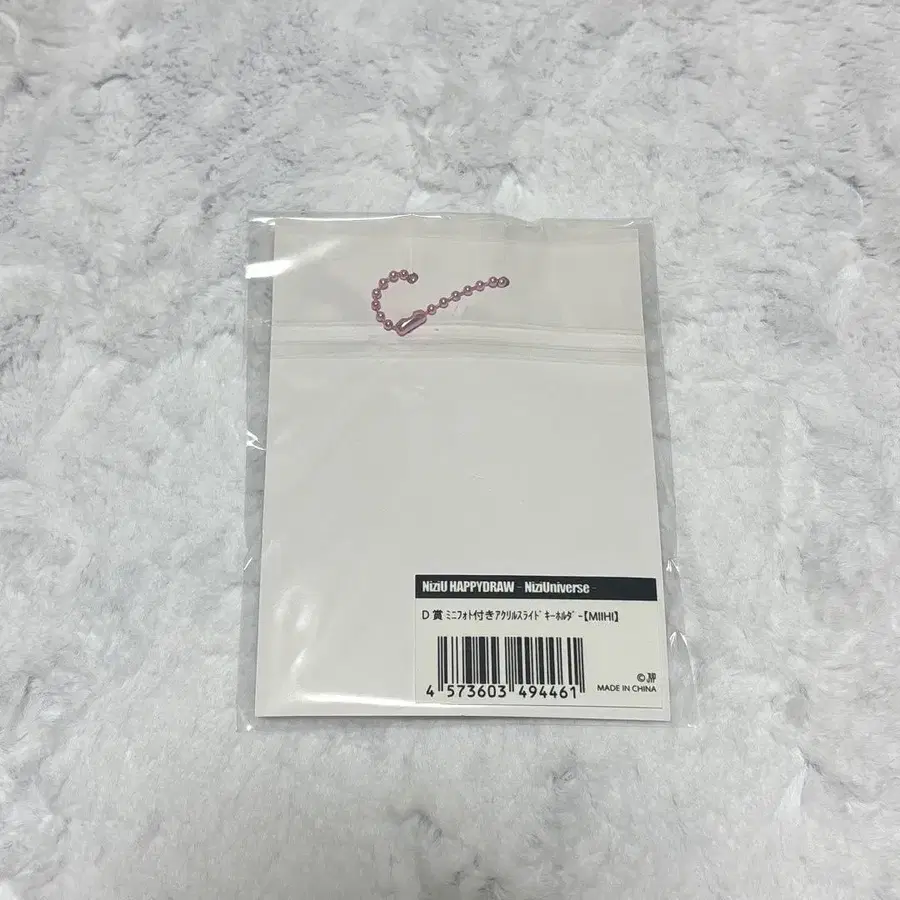 NiziU HAPPYDRAW - NiziUniverse -
D 賞 ﾐﾆﾌｫﾄ付きｱｸﾘﾙｽﾗｲﾄﾞｷｰﾎﾙﾀﾞｰ【MIIHI】
4 573603 494461
©
MADE IN CHINA